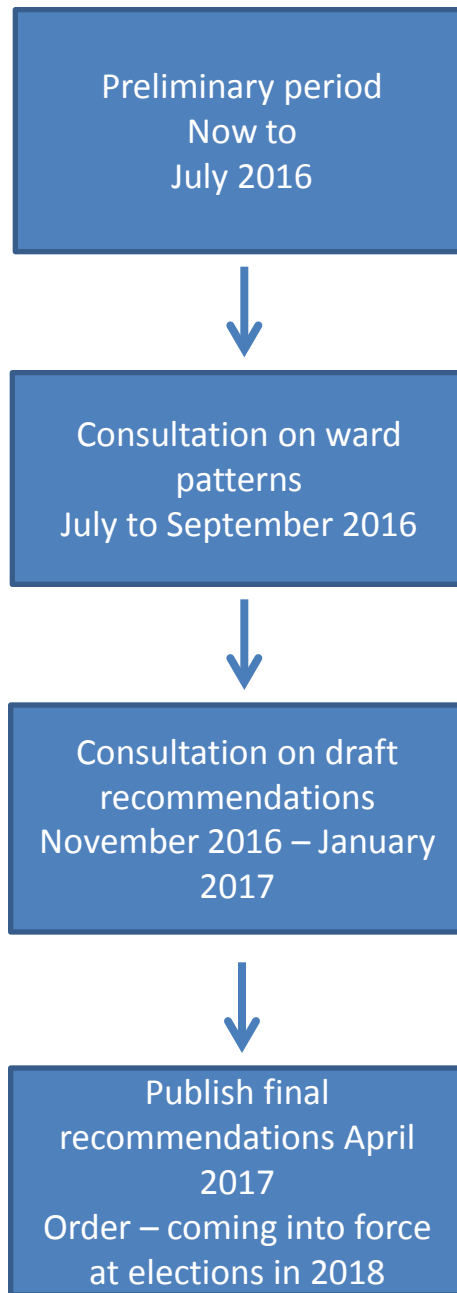 Preliminary period
Now to
July 2016
Consultation on ward
patterns
July to September 2016
Consultation on draft
recommendations
November 2016 – January
2017
Publish final
recommendations April
2017
Order – coming into force
at elections in 2018